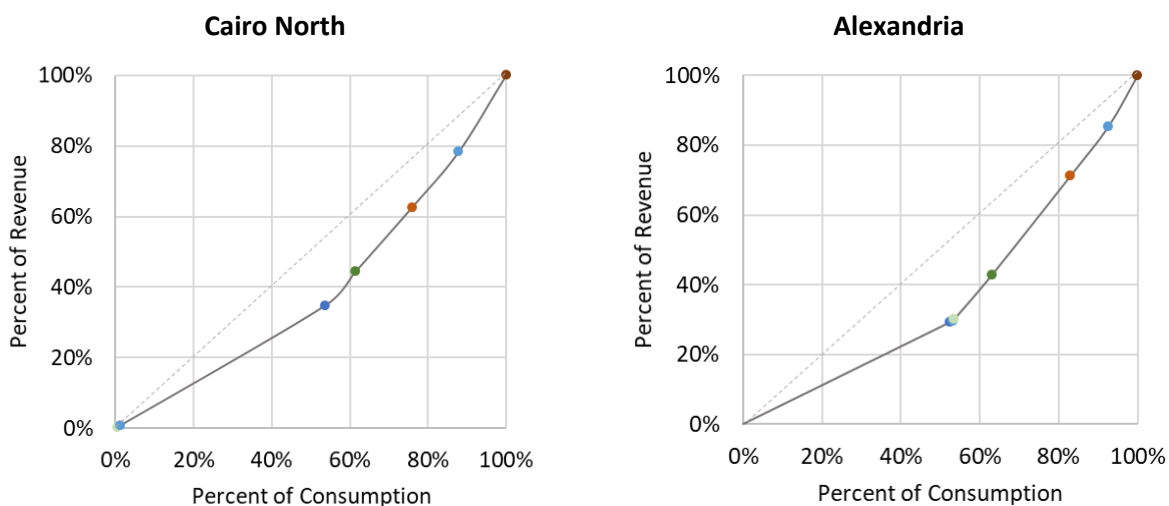 Cairo North
100%
80%
60%
40%
20%
0%
Percent of Revenue
0% 20% 40% 60% 80% 100%
Percent of Consumption
Alexandria
100%
80%
60%
40%
20%
0%
Percent of Revenue
0% 20% 40% 60% 80% 100%
Percent of Consumption